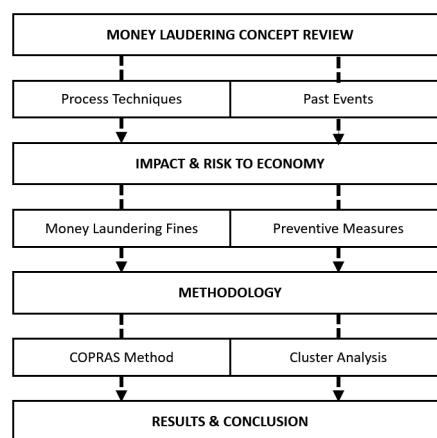 MONEY LAUDERING CONCEPT REVIEW
Process Techniques
Past Events
IMPACT & RISK TO ECONOMY
Money Laundering Fines
Preventive Measures
METHODOLOGY
COPRAS Method
Cluster Analysis
RESULTS & CONCLUSION